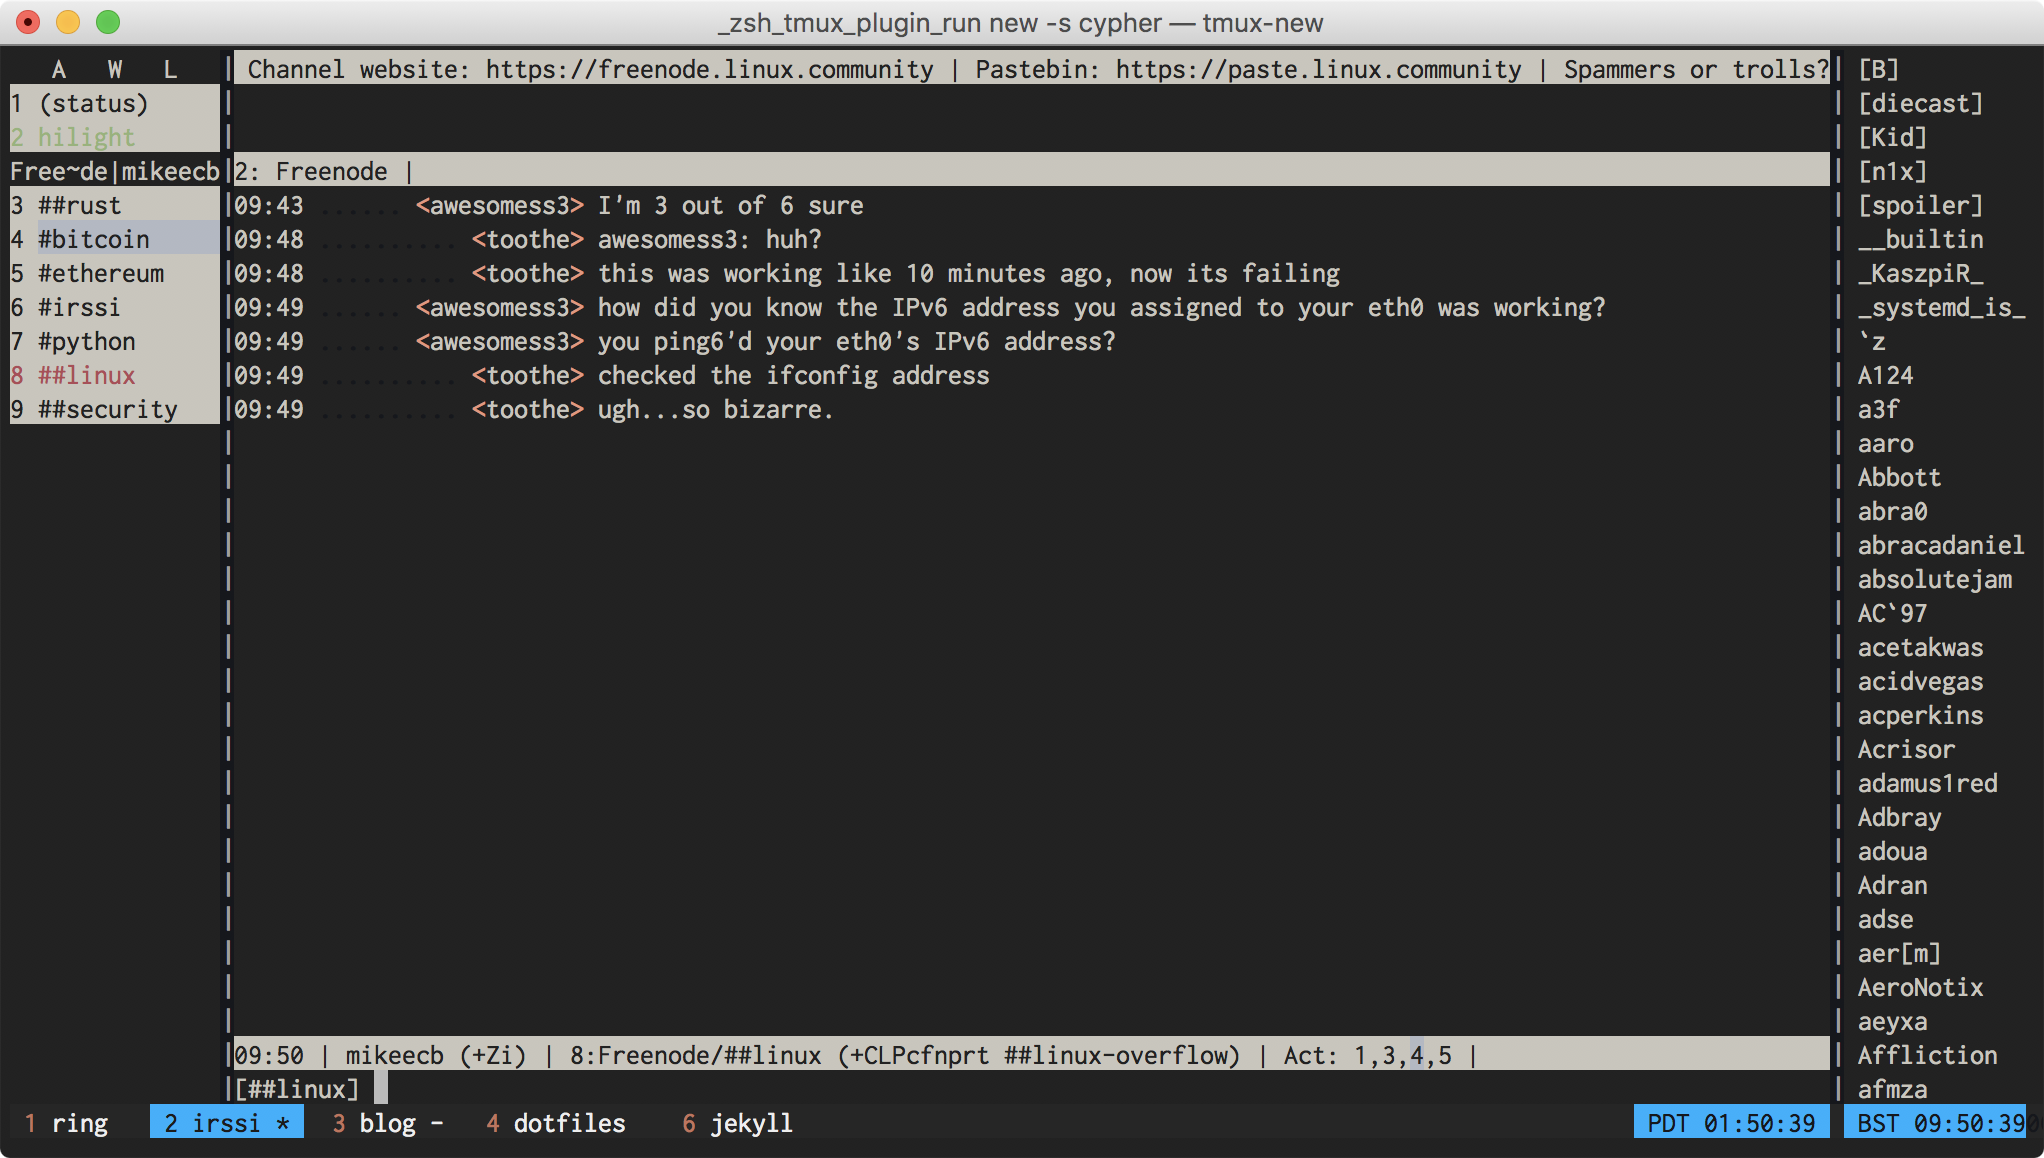 _zsh_tmux_plugin_run new -s cypher — tmux-new
A W L
1 (status)
2 hilight
Free~de|mikeecb
3 ##rust
4 #bitcoin
5 #ethereum
6 #irssi
7 #python
8 ##linux
9 ##security
Channel website: https://freenode.linux.community | Pastebin: https://paste.linux.community | Spammers or trolls?
2: Freenode |
09:43 ...... <awesomess3> I'm 3 out of 6 sure
09:48 .......... <toothe> awesomess3: huh?
09:48 .......... <toothe> this was working like 10 minutes ago, now its failing
09:49 ...... <awesomess3> how did you know the IPv6 address you assigned to your eth0 was working?
09:49 ...... <awesomess3> you ping6'd your eth0's IPv6 address?
09:49 .......... <toothe> checked the ifconfig address
09:49 .......... <toothe> ugh...so bizarre.
09:50 | mikeecb (+Zi) | 8:Freenode/##linux (+CLPcfnprt ##linux-overflow) | Act: 1,3,4,5 |
[##linux]
[B]
[diecast]
[Kid]
[n1x]
[spoiler]
__builtin
_KaszpiR_
_systemd_is_
`z
A124
a3f
aaro
Abbott
abra0
abracadaniel
absolutejam
AC`97
acetakwas
acidvegas
acperkins
Acrisor
adamus1red
Adbray
adoua
Adran
adse
aer[m]
AeroNotix
aeyxa
Affliction
afmza
1 ring 2 irssi * 3 blog - 4 dotfiles 6 jekyll PDT 01:50:39 BST 09:50:39